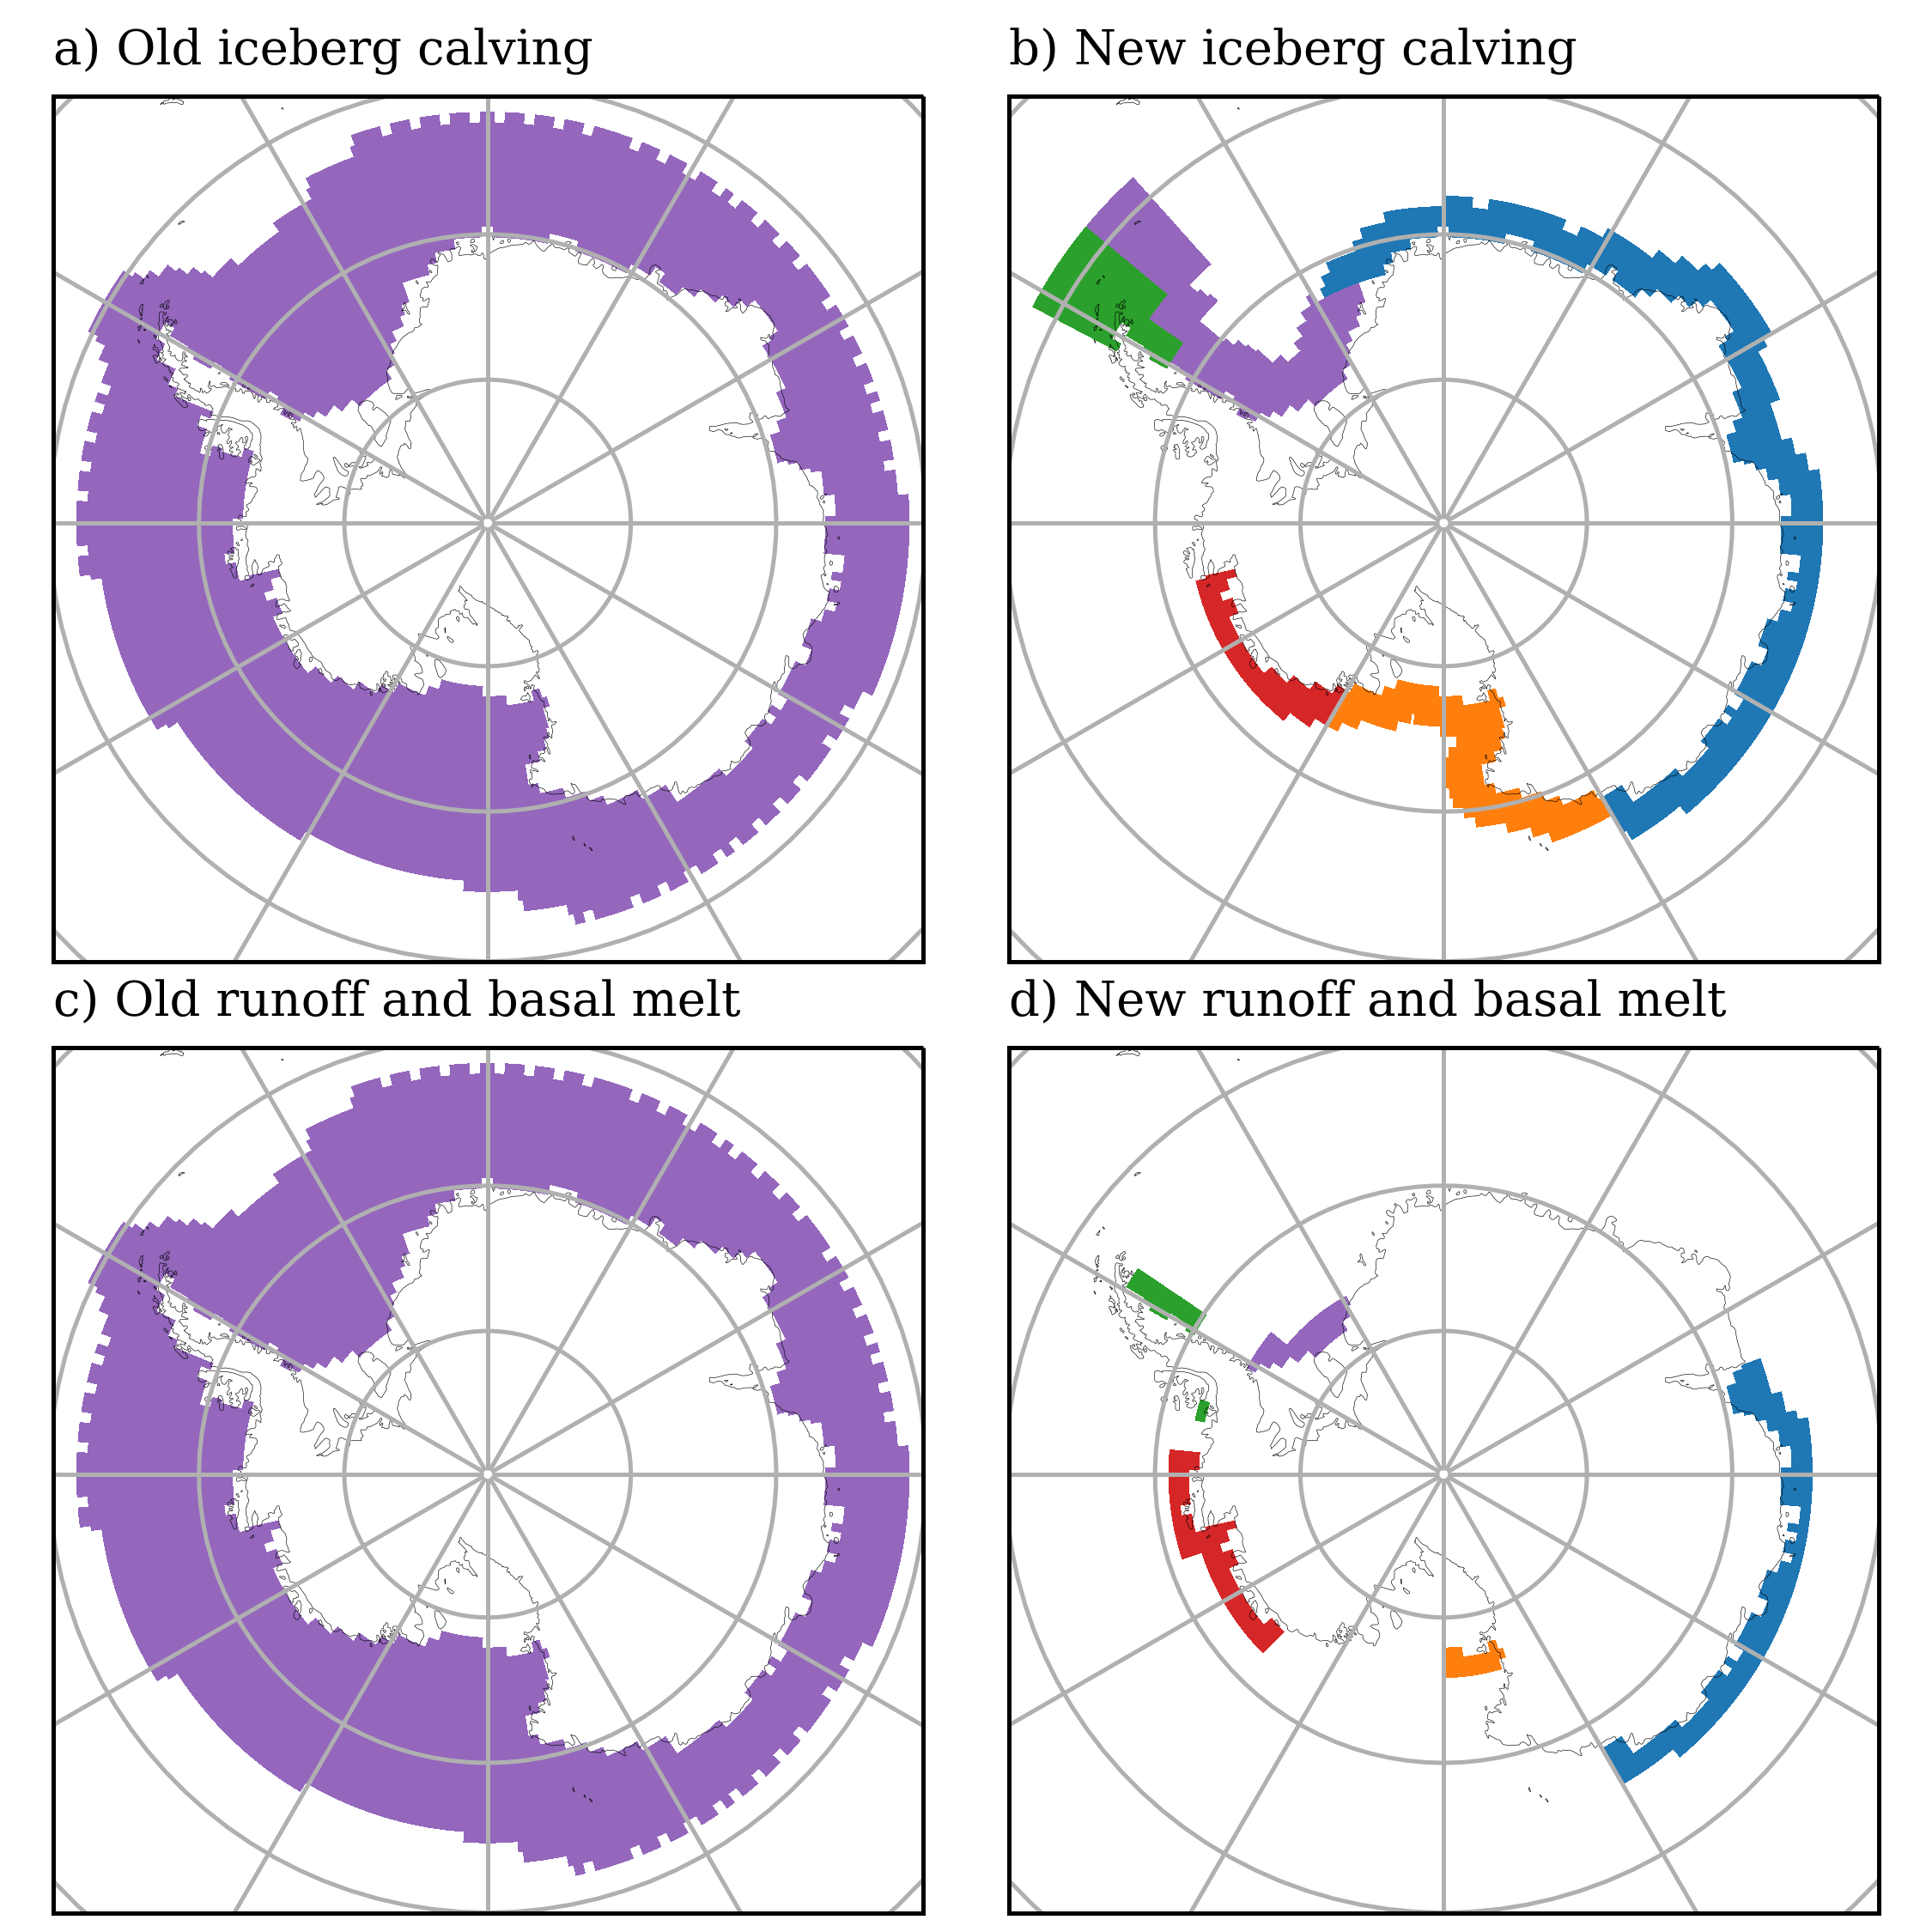 a) Old iceberg calving
b) New iceberg calving
c) Old runoff and basal melt
d) New runoff and basal melt